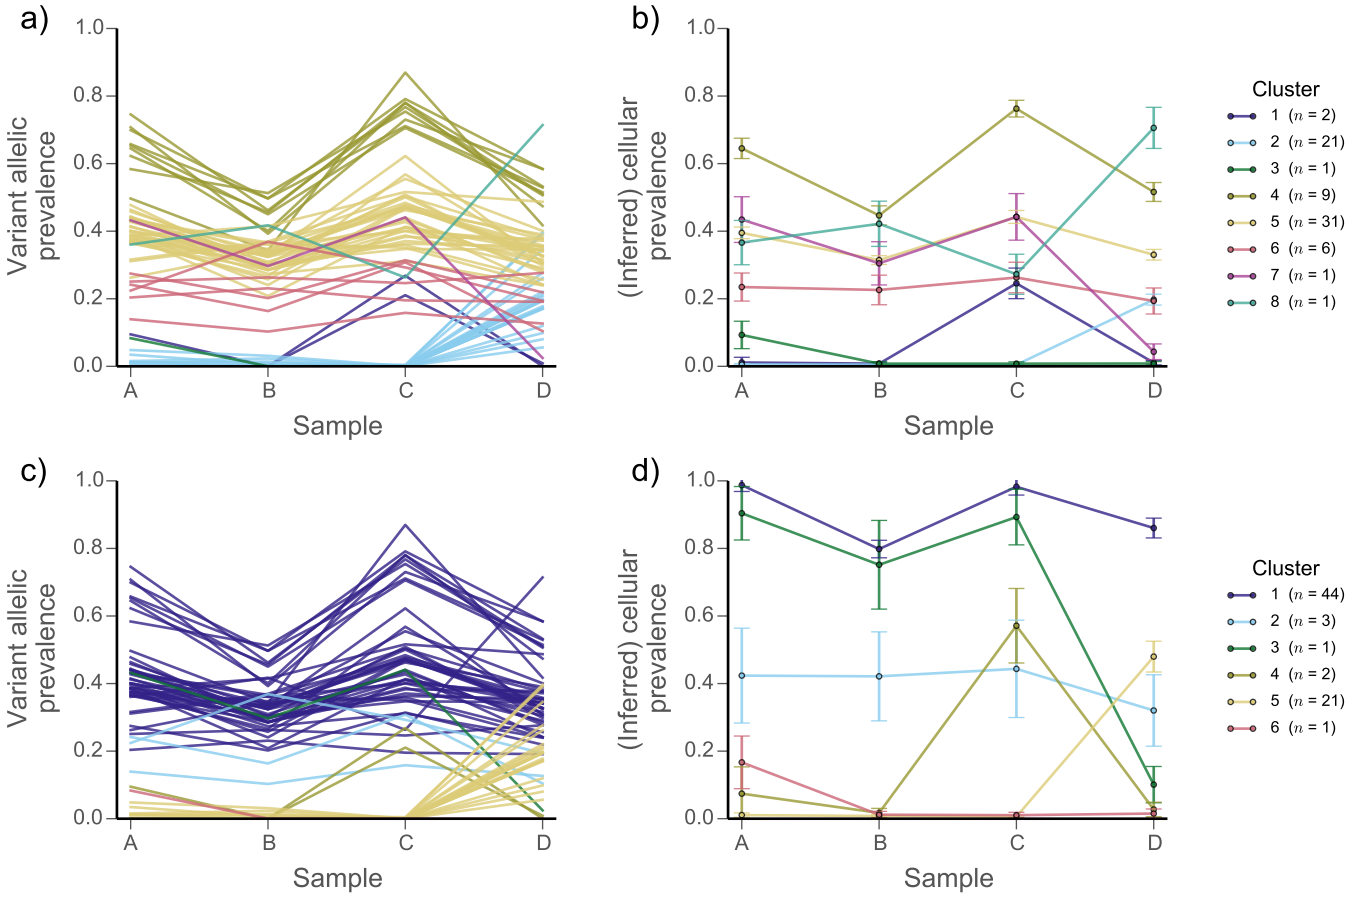 a)
1.0
0.8
0.6
0.4
0.2
0.0
Variant allelic
prevalence
A B C D
Sample
b)
1.0
0.8
0.6
0.4
0.2
0.0
(Inferred) cellular
prevalence
A B C D
Sample
Cluster
1 (n = 2)
2 (n = 21)
3 (n = 1)
4 (n = 9)
5 (n = 31)
6 (n = 6)
7 (n = 1)
8 (n = 1)
c)
1.0
0.8
0.6
0.4
0.2
0.0
Variant allelic
prevalence
A B C D
Sample
d)
1.0
0.8
0.6
0.4
0.2
0.0
(Inferred) cellular
prevalence
A B C D
Sample
Cluster
1 (n = 44)
2 (n = 3)
3 (n = 1)
4 (n = 2)
5 (n = 21)
6 (n = 1)